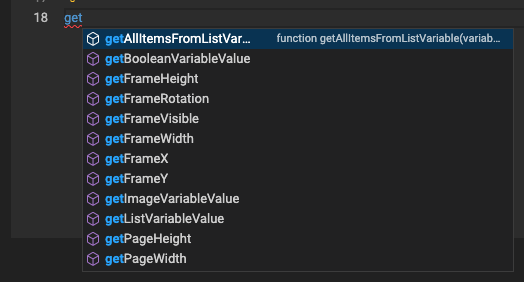 18 get
getAllItemsFromListVar... function getAllItemsFromListVariable(variab...
getBooleanVariableValue
getFrameHeight
getFrameRotation
getFrameVisible
getFrameWidth
getFrameX
getFrameY
getImageVariableValue
getListVariableValue
getPageHeight
getPageWidth